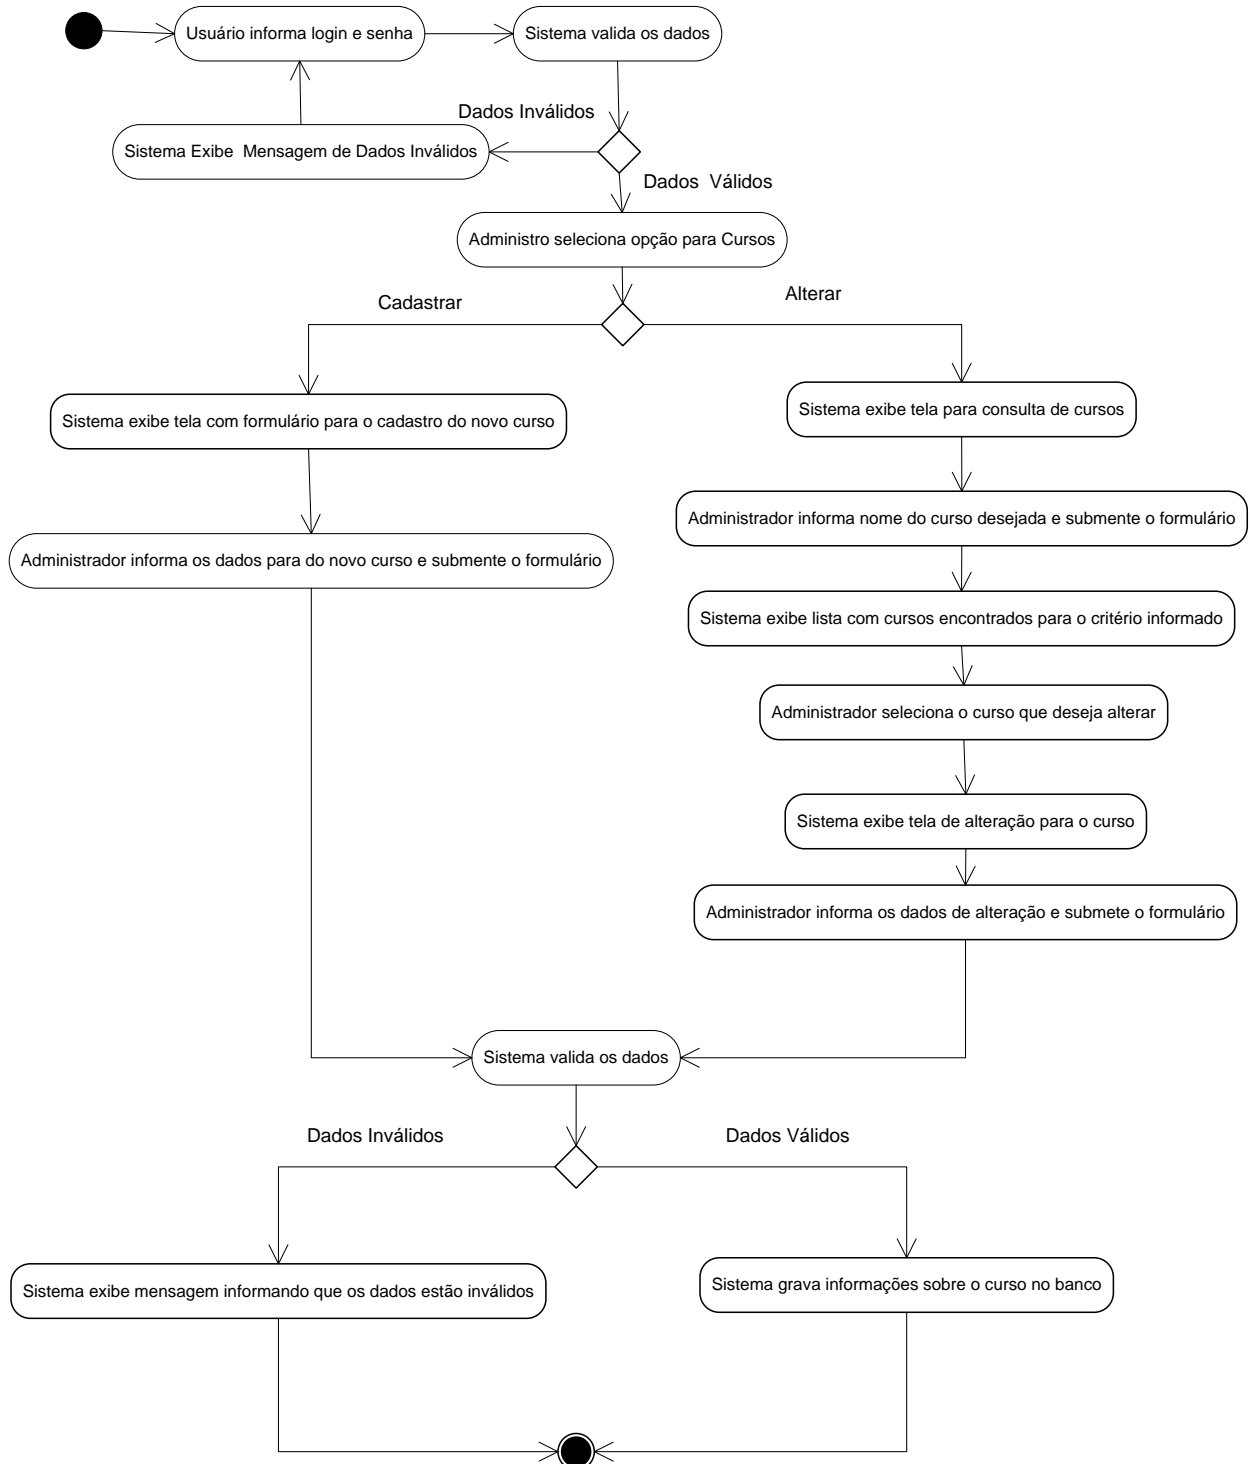 Usuário informa login e senha
Sistema valida os dados
Dados Inválidos
Sistema Exibe  Mensagem de Dados Inválidos
Dados  Válidos
Administro seleciona opção para Cursos
Cadastrar
Alterar
Sistema exibe tela com formulário para o cadastro do novo curso
Sistema exibe tela para consulta de cursos
Administrador informa nome do curso desejada e submente o formulário
Administrador informa os dados para do novo curso e submente o formulário
Sistema exibe lista com cursos encontrados para o critério informado
Administrador seleciona o curso que deseja alterar
Sistema exibe tela de alteração para o curso
Administrador informa os dados de alteração e submete o formulário
Sistema valida os dados
Dados Inválidos
Dados Válidos
Sistema exibe mensagem informando que os dados estão inválidos
Sistema grava informações sobre o curso no banco